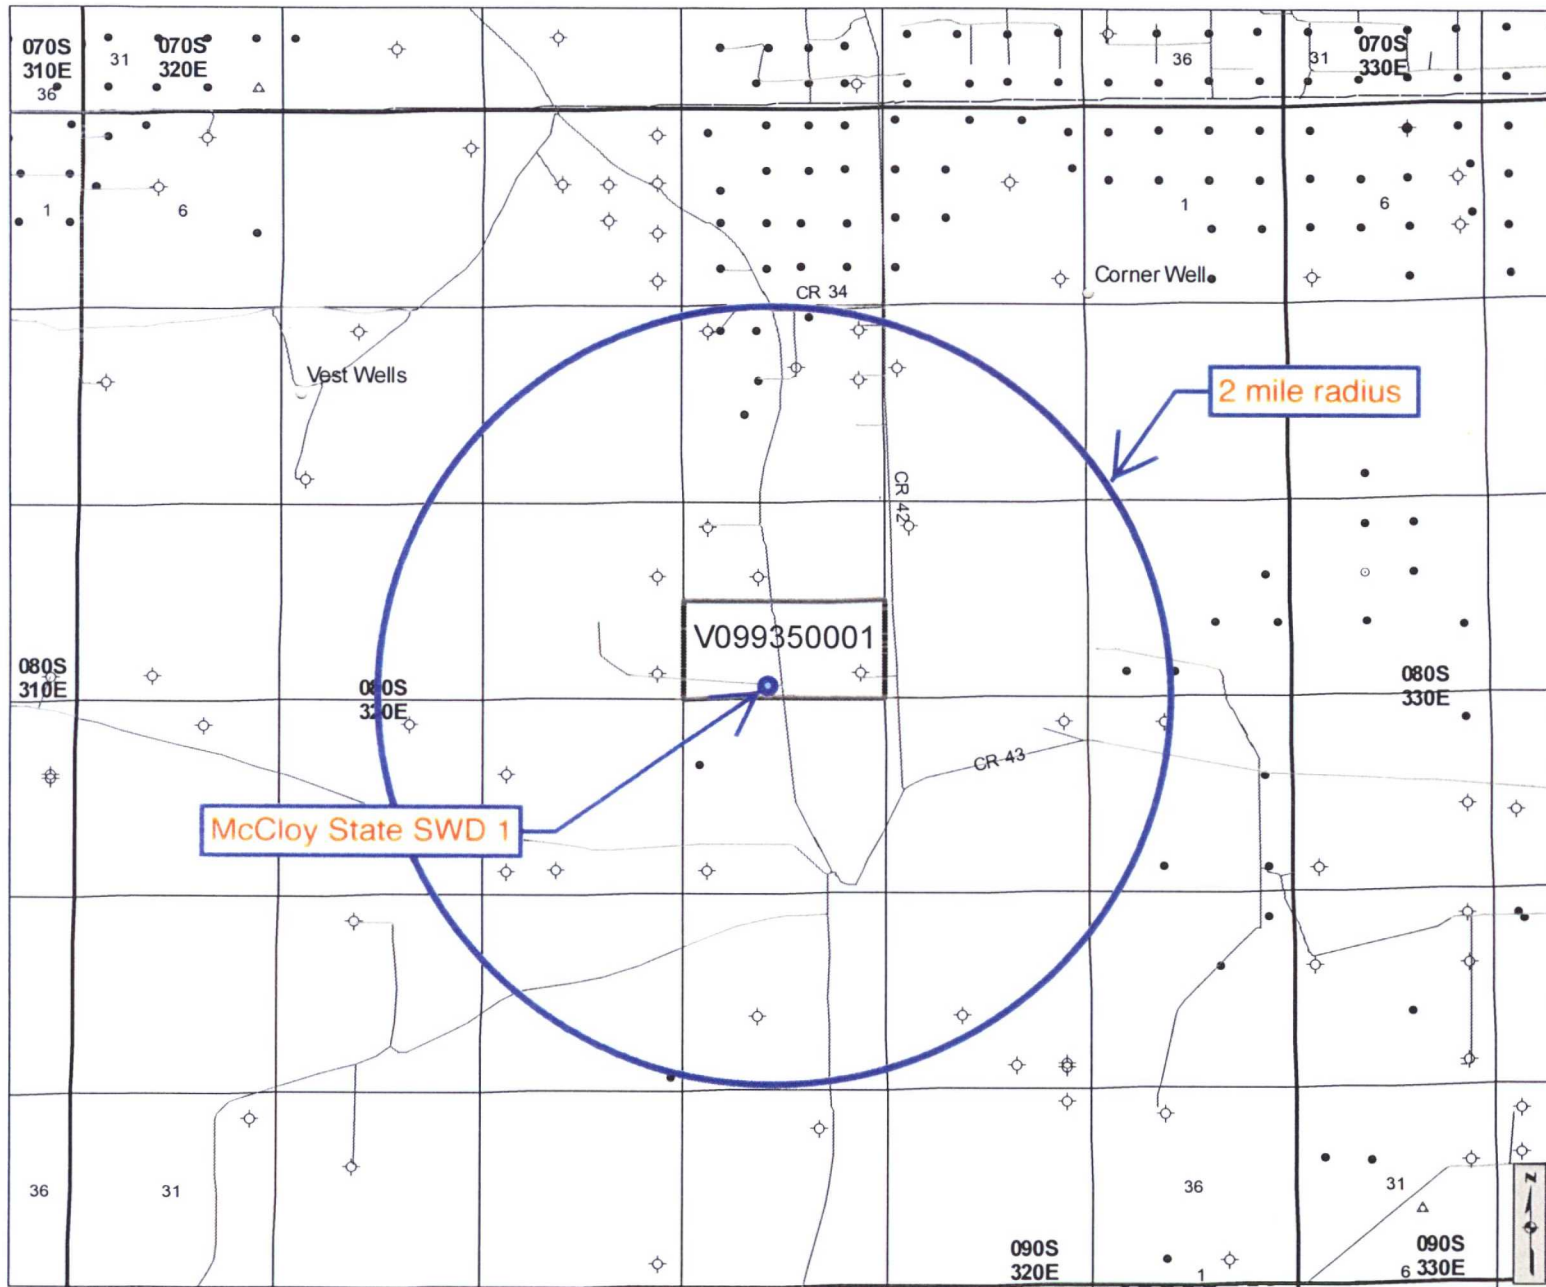 070S
310E
36
31
070S
320E
36
31
070S
330E
1
6
1
6
CR 34
Corner Well
Vest Wells
2 mile radius
CR 42
V099350001
080S
310E
080S
320E
080S
330E
CR 43
McCloy State SWD 1
36
31
36
31
090S
320E
1
6
090S
330E
N